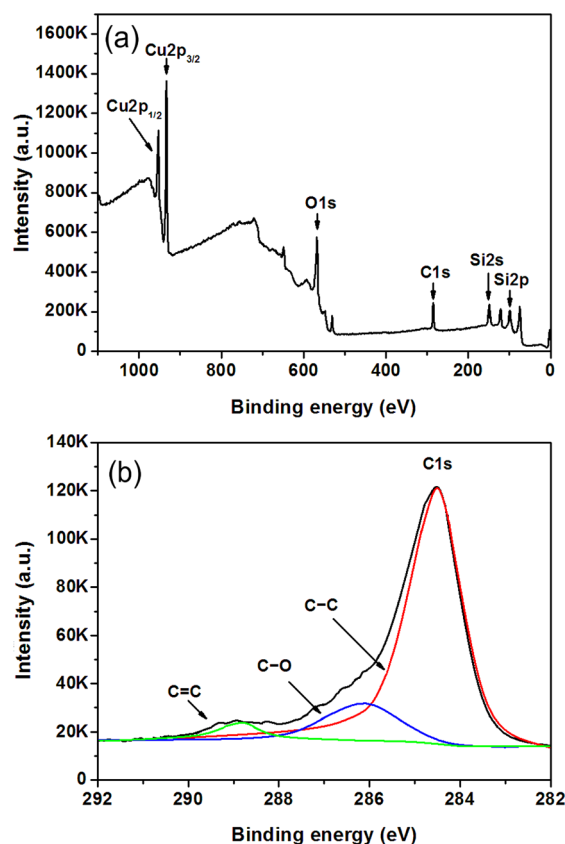 (a)
Cu2p3/2
Cu2p1/2
O1s
C1s
Si2s
Si2p
1600K
1400K
1200K
1000K
800K
600K
400K
200K
0
Intensity (a.u.)
1000 800 600 400 200 0
Binding energy (eV)
(b)
C1s
C−C
C−O
C=C
140K
120K
100K
80K
60K
40K
20K
0
Intensity (a.u.)
292 290 288 286 284 282
Binding energy (eV)